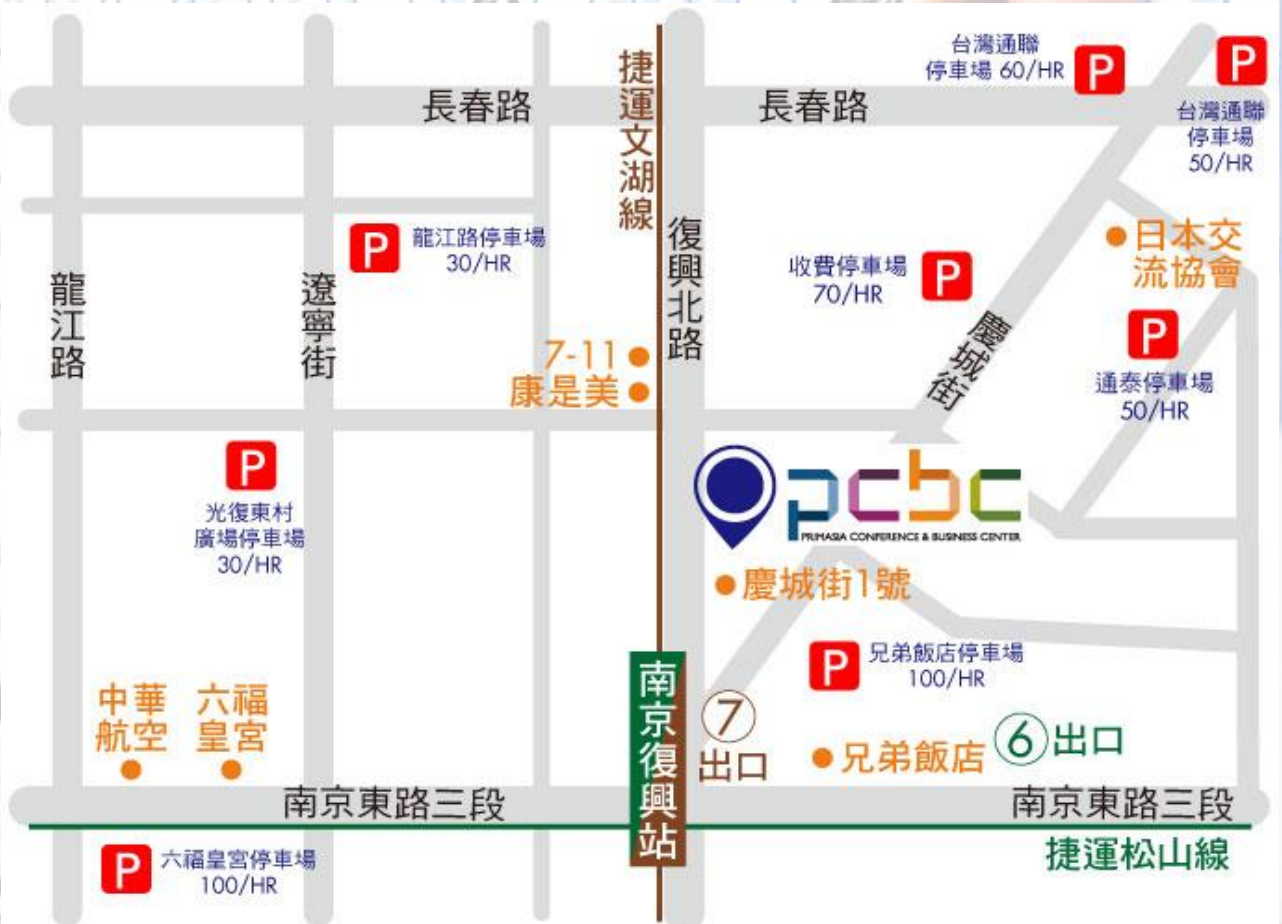 台灣通聯
停車場 60/HR
P
P
台灣通聯
停車場
50/HR
長春路
長春路
捷運文湖線
P
龍江路停車場
30/HR
復興北路
收費停車場
70/HR
P
日本交
流協會
龍江路
遼寧街
慶城街
P
通泰停車場
50/HR
7-11
康是美
P
光復東村
廣場停車場
30/HR
pcbc
PRIMASIA CONFERENCE & BUSINESS CENTER
慶城街1號
P
兄弟飯店停車場
100/HR
中華
航空
六福
皇宮
南京復興站
7
出口
兄弟飯店
6出口
南京東路三段
南京東路三段
捷運松山線
P
六福皇宮停車場
100/HR